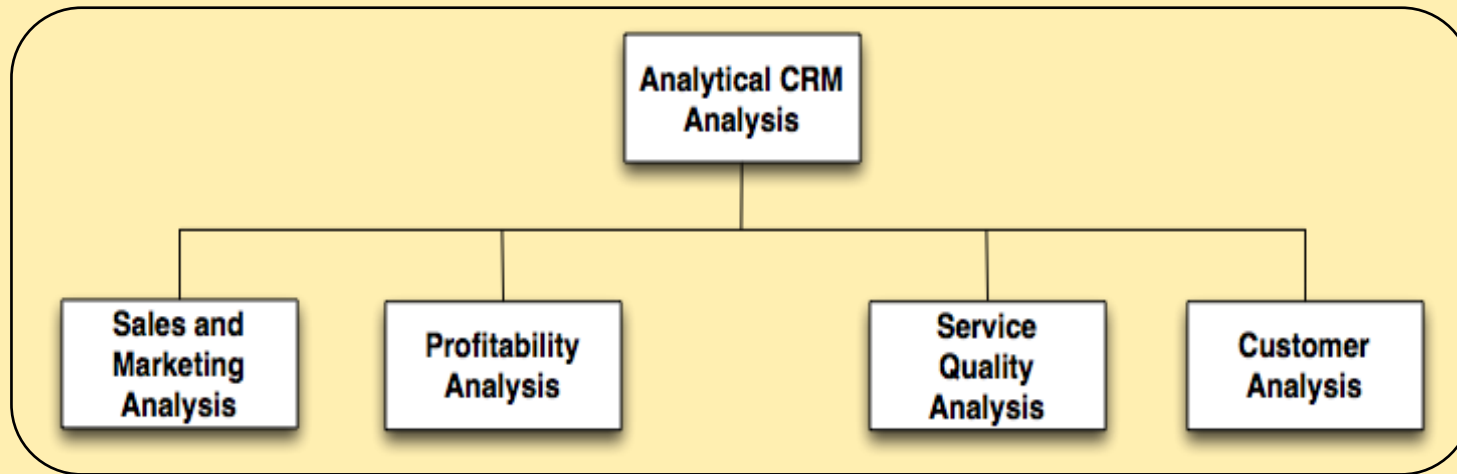 Analytical CRM
Analysis
Sales and
Marketing
Analysis
Profitability
Analysis
Service
Quality
Analysis
Customer
Analysis